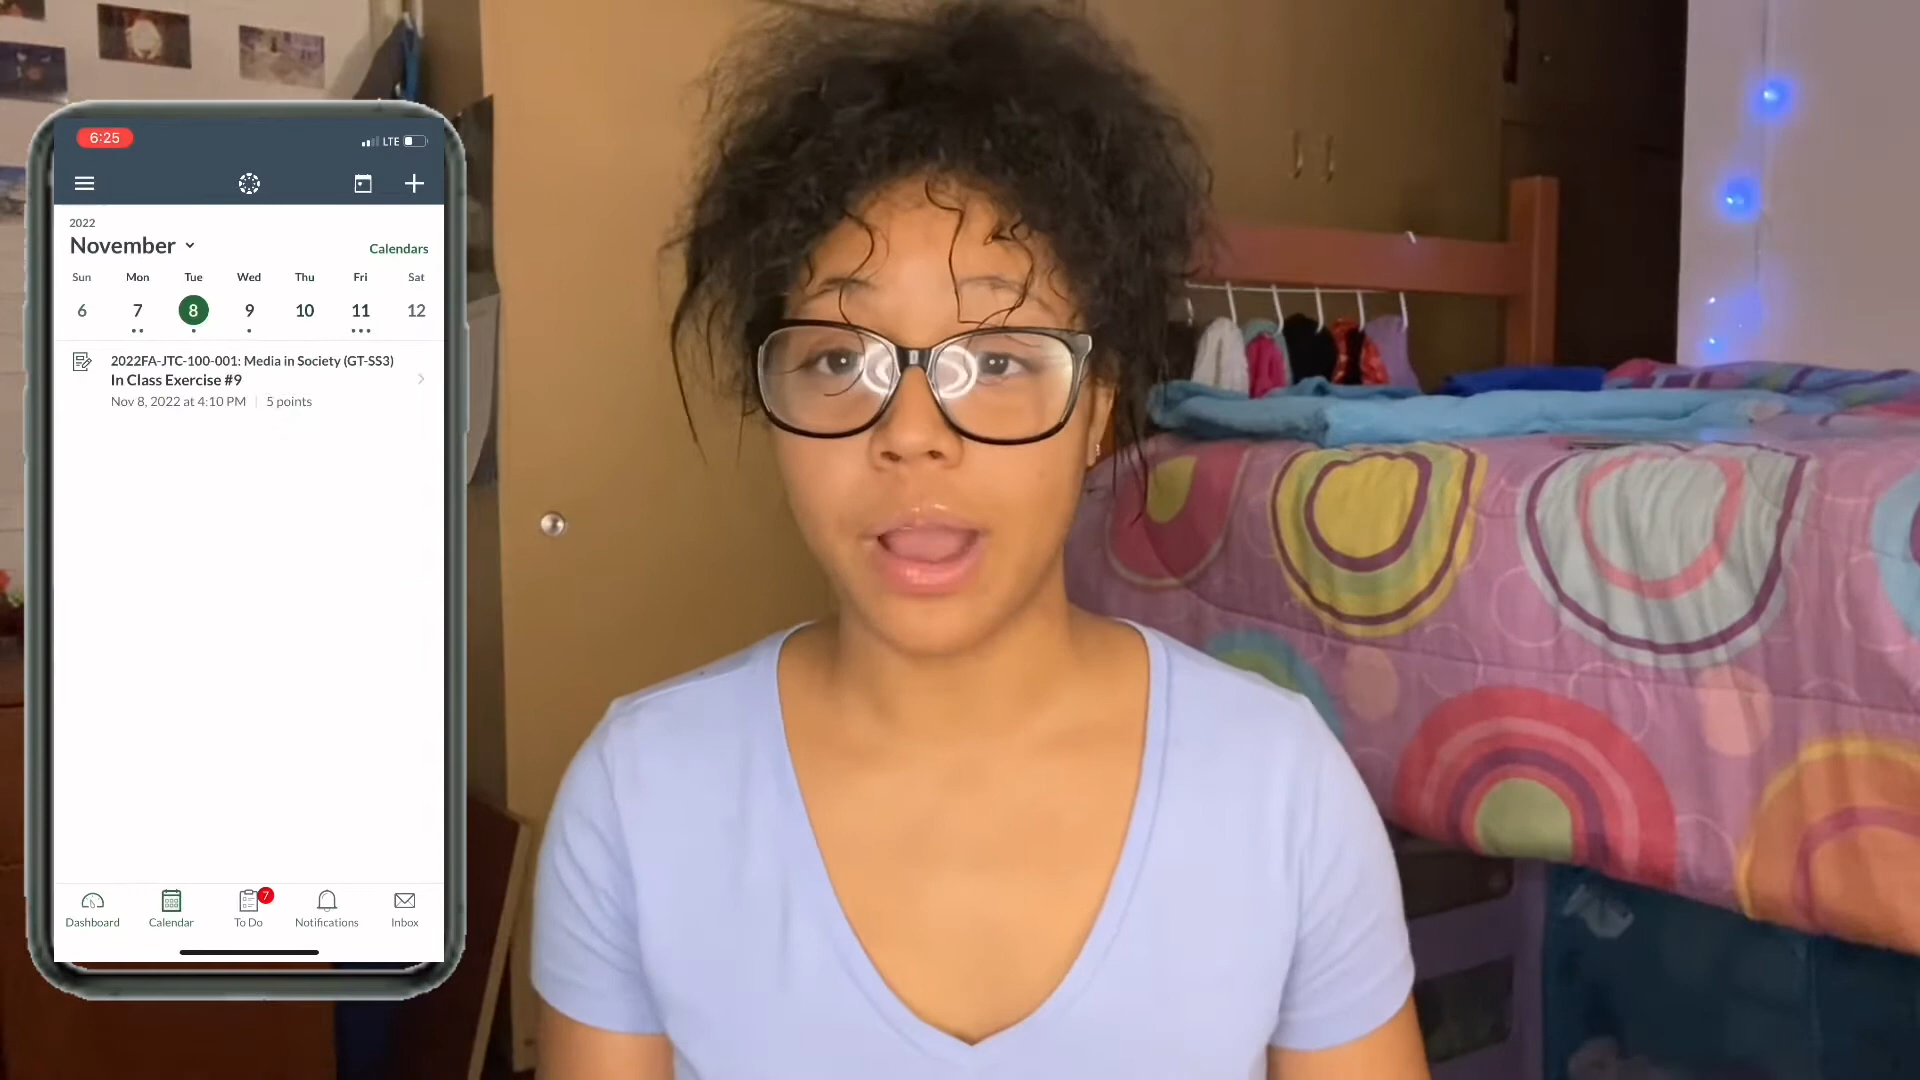 6:25
LTE
2022
November
Calendars
Sun Mon Tue Wed Thu Fri Sat
6 7 8 9 10 11 12
2022FA-JTC-100-001: Media in Society (GT-SS3)
In Class Exercise #9
Nov 8, 2022 at 4:10 PM | 5 points
7
Dashboard Calendar To Do Notifications Inbox